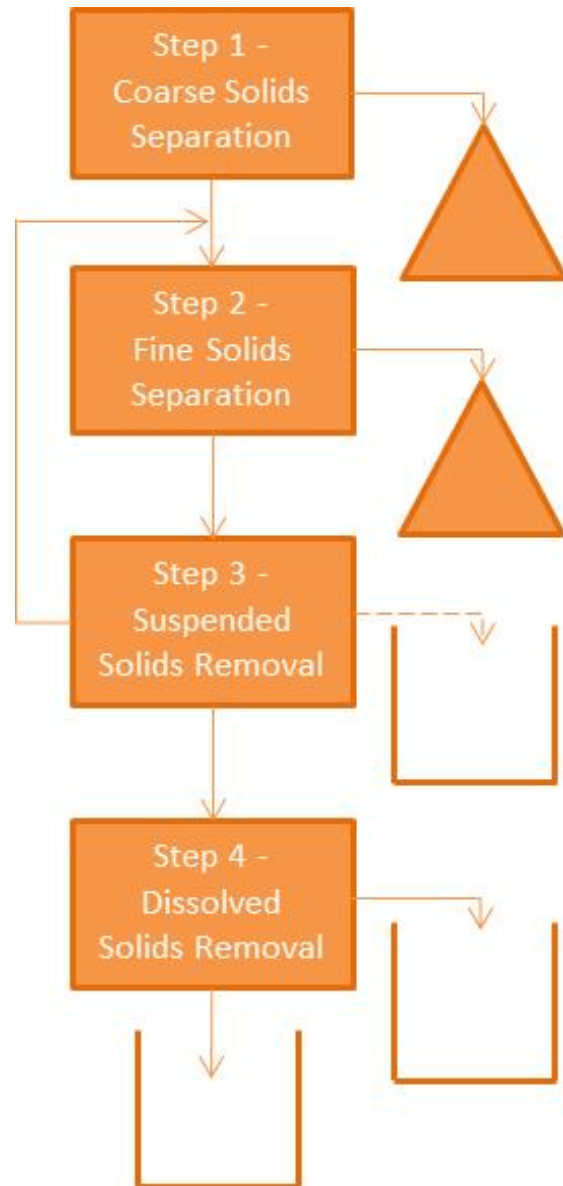 Step 1 -
Coarse Solids
Separation
Step 2 -
Fine Solids
Separation
Step 3 -
Suspended
Solids Removal
Step 4 -
Dissolved
Solids Removal